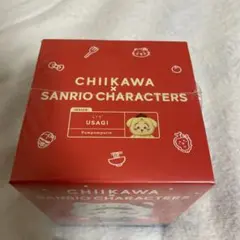 CHIIKAWA
×
SANRIO CHARACTERS
USAGI
Pompompurin
CHIIKAWA
×
SANRIO CHARACTERS